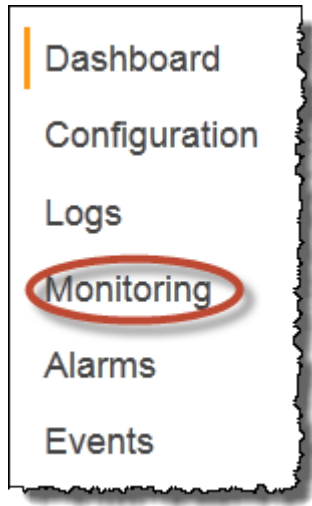 Dashboard
Configuration
Logs
Monitoring
Alarms
Events